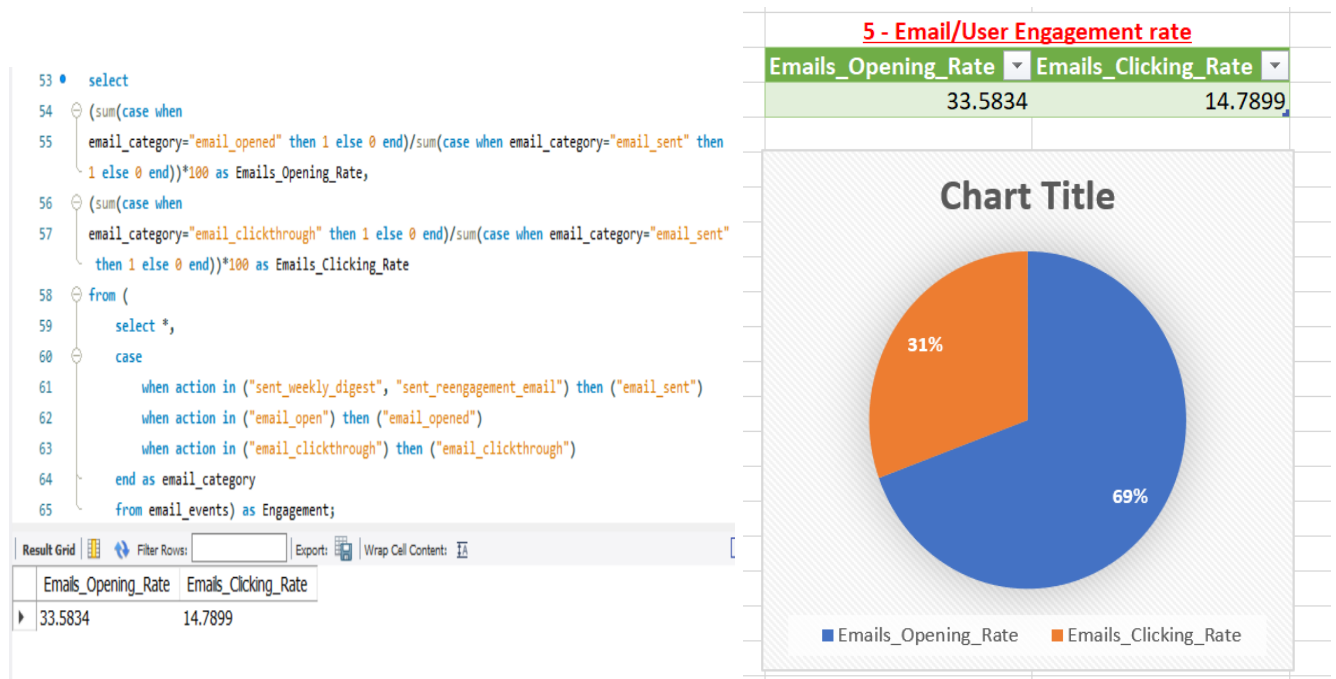 53 select
54 (sum(case when
55 email_category="email_opened" then 1 else 0 end)/sum(case when email_category="email_sent" then
1 else 0 end))*100 as Emails_Opening_Rate,
56 (sum(case when
57 email_category="email_clickthrough" then 1 else 0 end)/sum(case when email_category="email_sent"
then 1 else 0 end))*100 as Emails_Clicking_Rate
58 from (
59 select *,
60 case
61 when action in ("sent_weekly_digest", "sent_reengagement_email") then ("email_sent")
62 when action in ("email_open") then ("email_opened")
63 when action in ("email_clickthrough") then ("email_clickthrough")
64 end as email_category
65 from email_events) as Engagement;
Result Grid Filter Rows: Export: Wrap Cell Content: IA
Emails_Opening_Rate Emails_Clicking_Rate
33.5834 14.7899
5 - Email/User Engagement rate
Emails_Opening_Rate Emails_Clicking_Rate
33.5834 14.7899
Chart Title
31%
69%
Emails_Opening_Rate Emails_Clicking_Rate